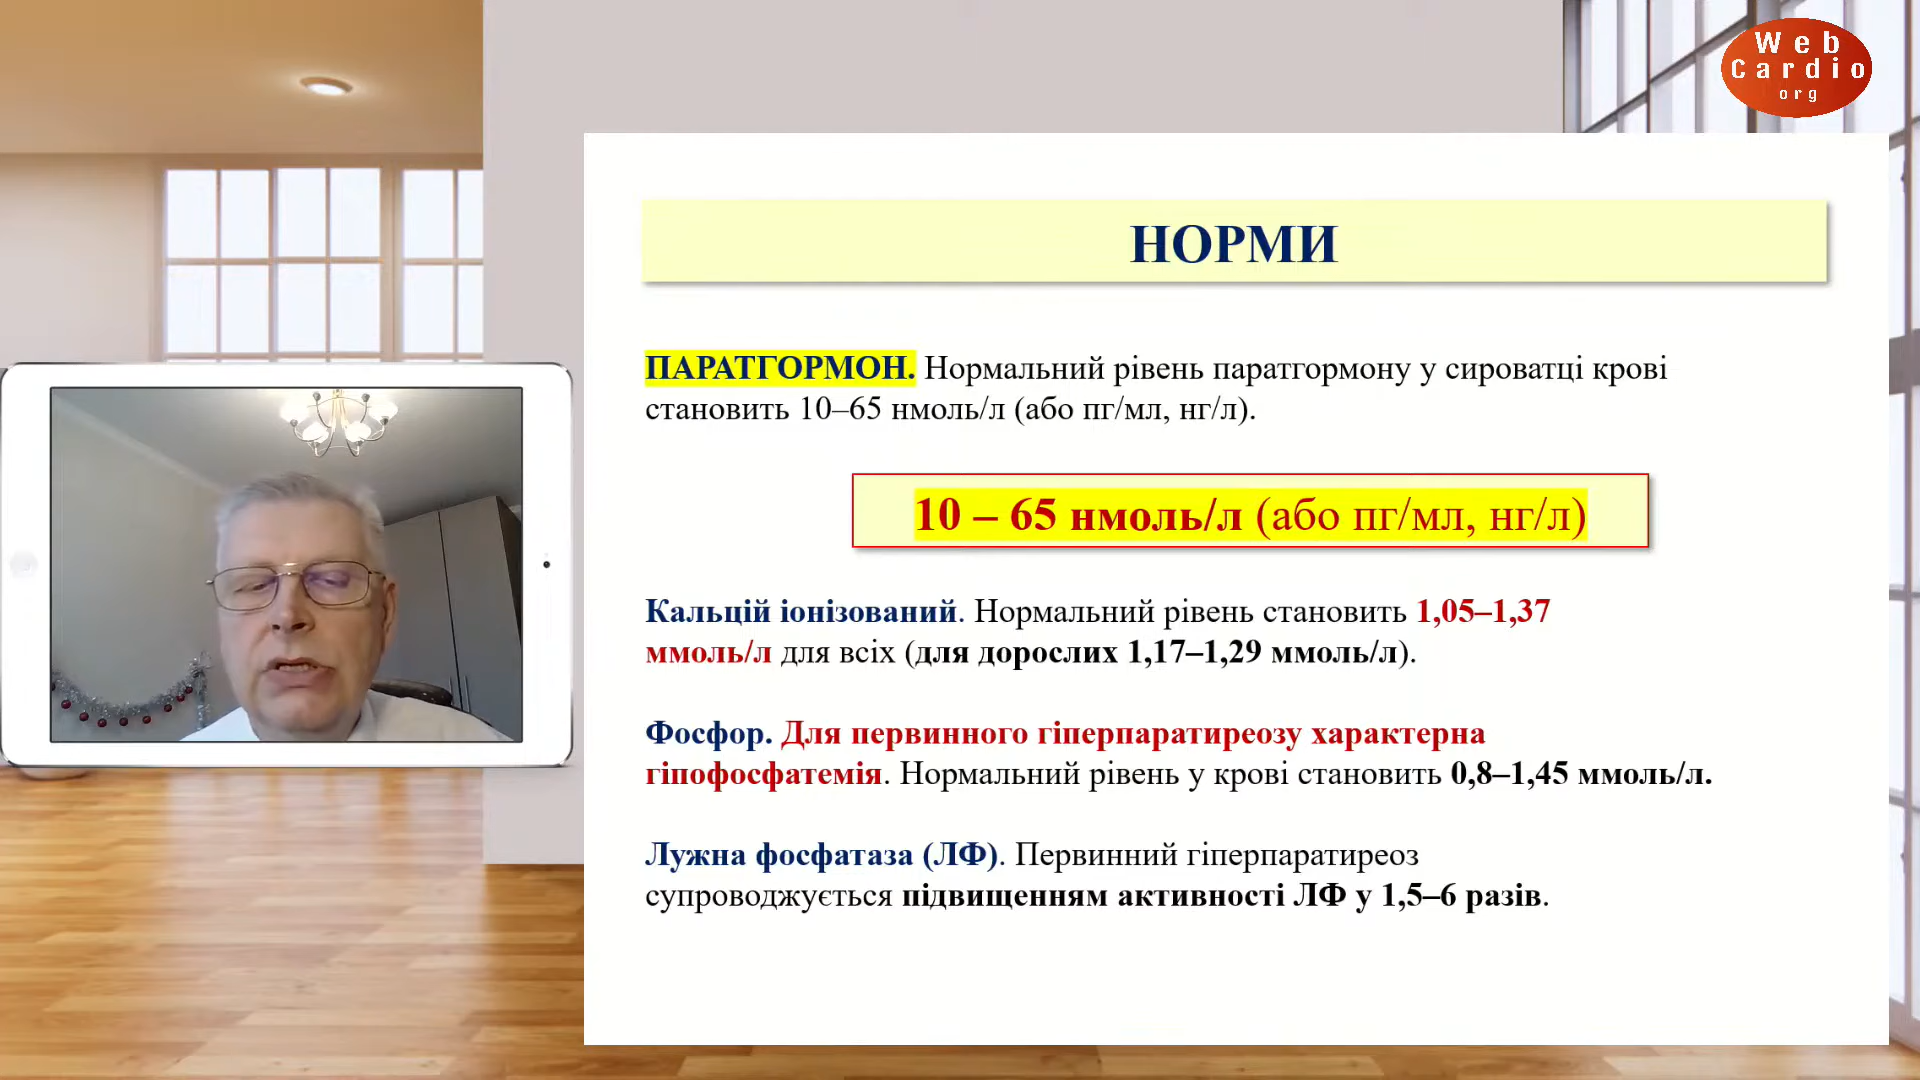 Web
Cardio
org
НОРМИ
ПАРАТГОРМОН. Нормальний рівень паратгормону у сироватці крові
становить 10–65 нмоль/л (або пг/мл, нг/л).
10 – 65 нмоль/л (або пг/мл, нг/л)
Кальцій іонізований. Нормальний рівень становить 1,05–1,37
ммоль/л для всіх (для дорослих 1,17–1,29 ммоль/л).
Фосфор. Для первинного гіперпаратиреозу характерна
гіпофосфатемія. Нормальний рівень у крові становить 0,8–1,45 ммоль/л.
Лужна фосфатаза (ЛФ). Первинний гіперпаратиреоз
супроводжується підвищенням активності ЛФ у 1,5–6 разів.